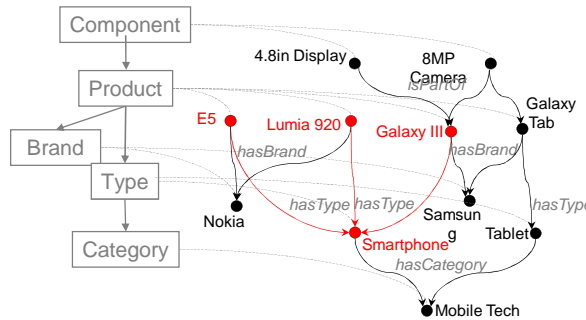 Component
4.8in Display
8MP
Camera
isPartOf
Product
Galaxy
Tab
E5
Lumia 920
Galaxy III
Brand
hasBrand
hasBrand
Type
hasType
hasType
hasType
Nokia
Samsun
g
Smartphone
Tablet
Category
hasCategory
Mobile Tech